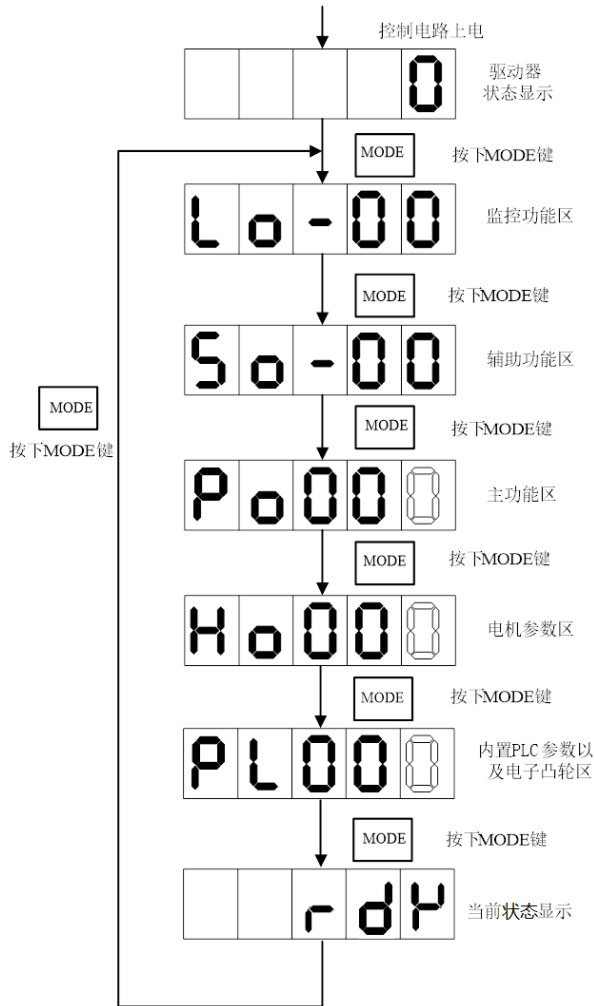 控制电路上电
0
驱动器
状态显示
MODE
按下MODE键
Lo-00
监控功能区
MODE
按下MODE键
So-00
辅助功能区
MODE
按下MODE键
MODE
按下MODE键
Po000
主功能区
MODE
按下MODE键
Ho000
电机参数区
MODE
按下MODE键
PL000
内置PLC参数以
及电子凸轮区
MODE
按下MODE键
rdy
当前状态显示